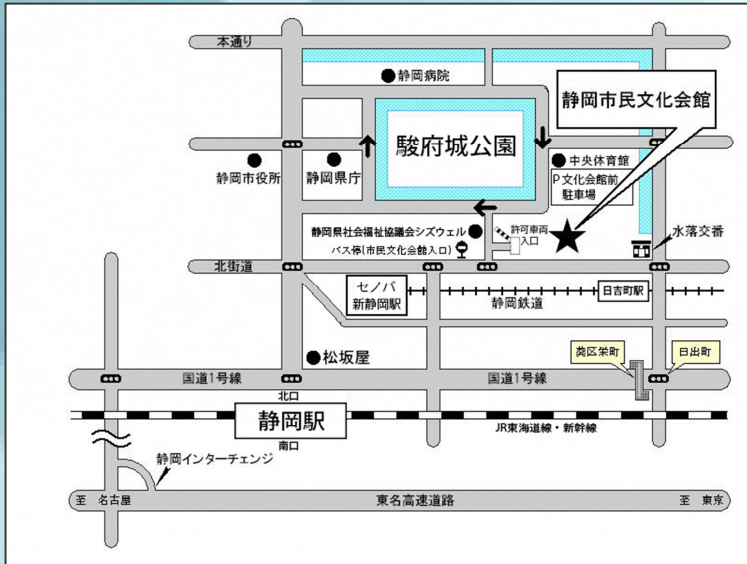 本通り
静岡病院
静岡市民文化会館
駿府城公園
静岡市役所
静岡県庁
中央体育館
P文化会館前
駐車場
静岡県社会福祉協議会シズウェル
バス停(市民文化会館入口)
許可車両
入口
水落交番
北街道
セノバ
新静岡駅
日吉町駅
静岡鉄道
松坂屋
葵区栄町
日出町
国道1号線
国道1号線
北口
静岡駅
南口
JR東海道線・新幹線
静岡インターチェンジ
至 名古屋
東名高速道路
至 東京